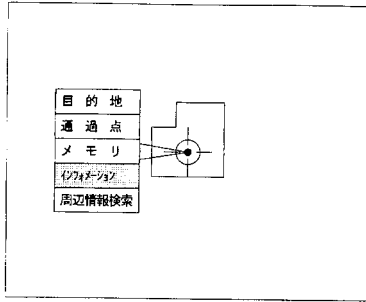 目的地
通過点
メモリ
インフォメーション
周辺情報検索